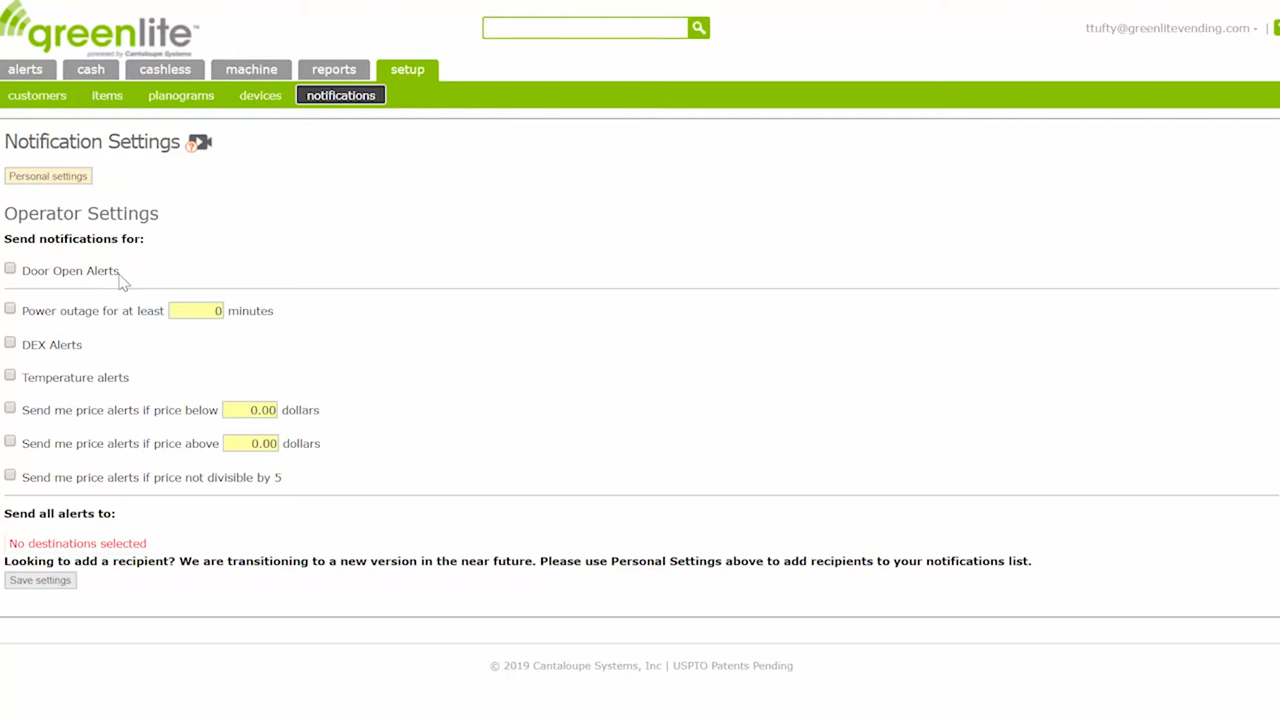 greenlite™
powered by Cantaloupe Systems
ttufty@greenlitevending.com - |
alerts cash cashless machine reports setup
customers items planograms devices notifications
Notification Settings ?
Personal settings
Operator Settings
Send notifications for:
Door Open Alerts
Power outage for at least 0 minutes
DEX Alerts
Temperature alerts
Send me price alerts if price below 0.00 dollars
Send me price alerts if price above 0.00 dollars
Send me price alerts if price not divisible by 5
Send all alerts to:
No destinations selected
Looking to add a recipient? We are transitioning to a new version in the near future. Please use Personal Settings above to add recipients to your notifications list.
Save settings
© 2019 Cantaloupe Systems, Inc | USPTO Patents Pending